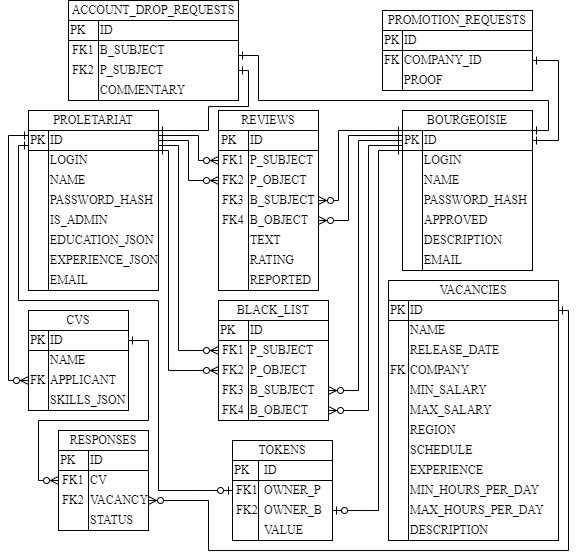 ACCOUNT_DROP_REQUESTS
PK ID
FK1 B_SUBJECT
FK2 P_SUBJECT
COMMENTARY
PROMOTION_REQUESTS
PK ID
FK COMPANY_ID
PROOF
PROLETARIAT
PK ID
LOGIN
NAME
PASSWORD_HASH
IS_ADMIN
EDUCATION_JSON
EXPERIENCE_JSON
EMAIL
REVIEWS
PK ID
FK1 P_SUBJECT
FK2 P_OBJECT
FK3 B_SUBJECT
FK4 B_OBJECT
TEXT
RATING
REPORTED
BOURGEOISIE
PK ID
LOGIN
NAME
PASSWORD_HASH
APPROVED
DESCRIPTION
EMAIL
CVS
PK ID
NAME
FK APPLICANT
SKILLS_JSON
BLACK_LIST
PK ID
FK1 P_SUBJECT
FK2 P_OBJECT
FK3 B_SUBJECT
FK4 B_OBJECT
VACANCIES
PK ID
NAME
RELEASE_DATE
FK COMPANY
MIN_SALARY
MAX_SALARY
REGION
SCHEDULE
EXPERIENCE
MIN_HOURS_PER_DAY
MAX_HOURS_PER_DAY
DESCRIPTION
RESPONSES
PK ID
FK1 CV
FK2 VACANCY
STATUS
TOKENS
PK ID
FK1 OWNER_P
FK2 OWNER_B
VALUE